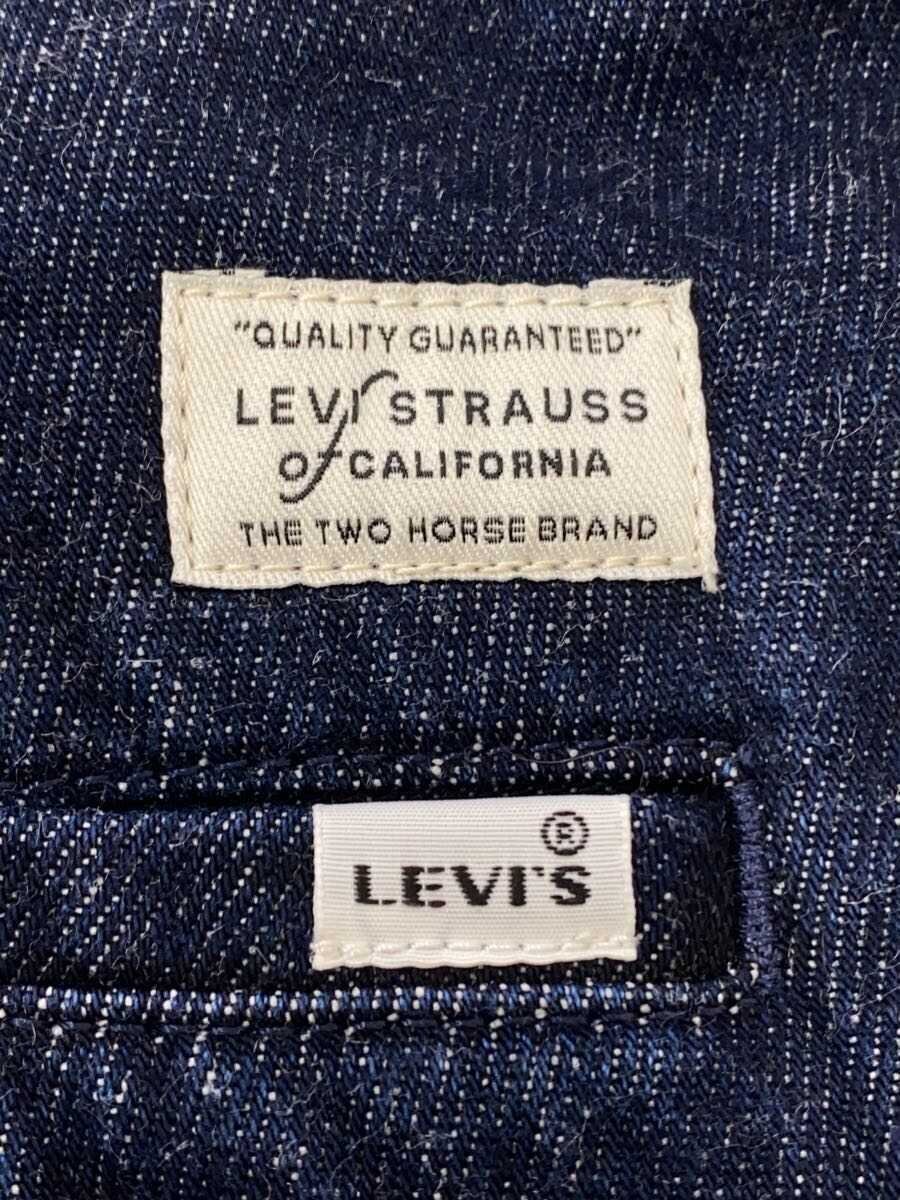 "QUALITY GUARANTEED"
LEVI STRAUSS
of CALIFORNIA
THE TWO HORSE BRAND
®
LEVI'S